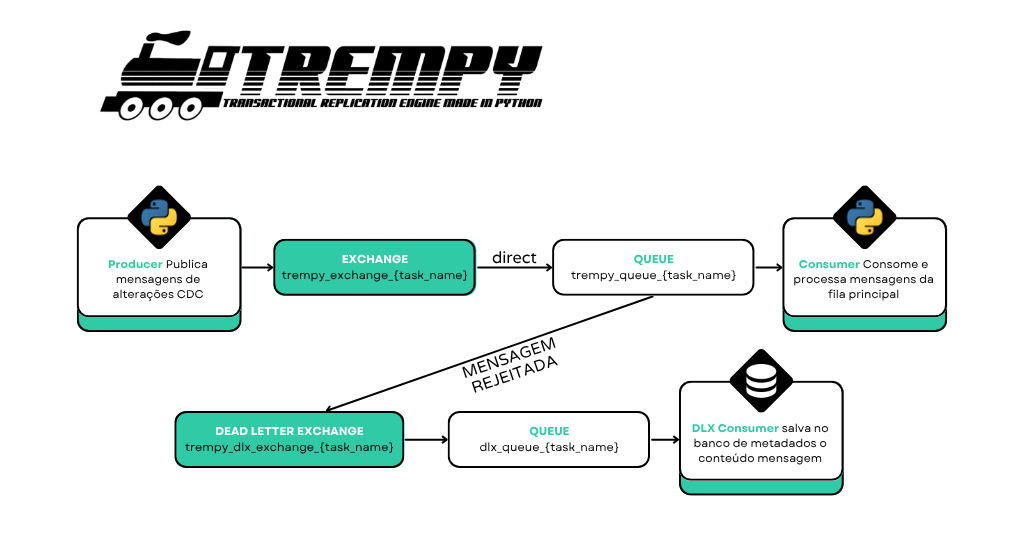 TREMPY
TRANSACTIONAL REPLICATION ENGINE MADE IN PYTHON
Producer Publica
mensagens de
alterações CDC
EXCHANGE
trempy_exchange_{task_name}
direct
QUEUE
trempy_queue_{task_name}
Consumer Consome e
processa mensagens da
fila principal
MENSAGEM
REJEITADA
DEAD LETTER EXCHANGE
trempy_dlx_exchange_{task_name}
QUEUE
dlx_queue_{task_name}
DLX Consumer salva no
banco de metadados o
conteúdo mensagem